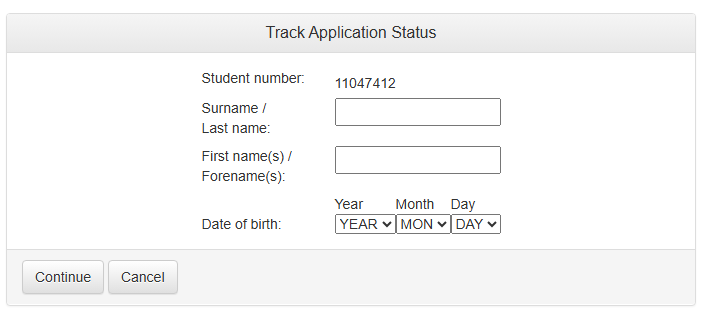 Track Application Status
Student number: 11047412
Surname /
Last name:
First name(s) /
Forename(s):
Year Month Day
Date of birth: YEAR MON DAY
Continue Cancel